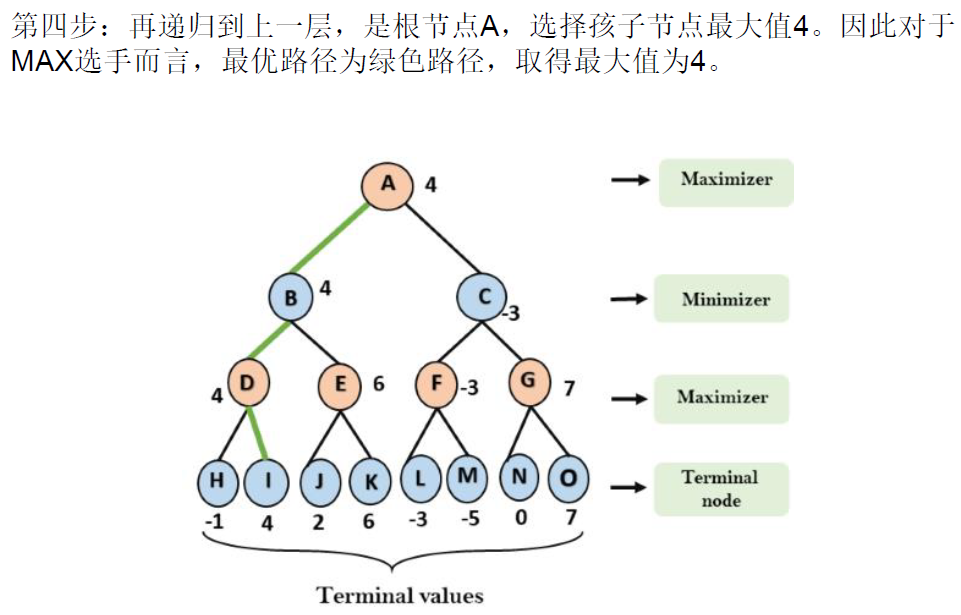 第四步：再递归到上一层，是根节点A，选择孩子节点最大值4。因此对于
MAX选手而言，最优路径为绿色路径，取得最大值为4。
A 4 Maximizer
B 4 C -3 Minimizer
4 D E 6 F -3 G 7 Maximizer
H I J K L M N O Terminal node
-1 4 2 6 -3 -5 0 7
Terminal values